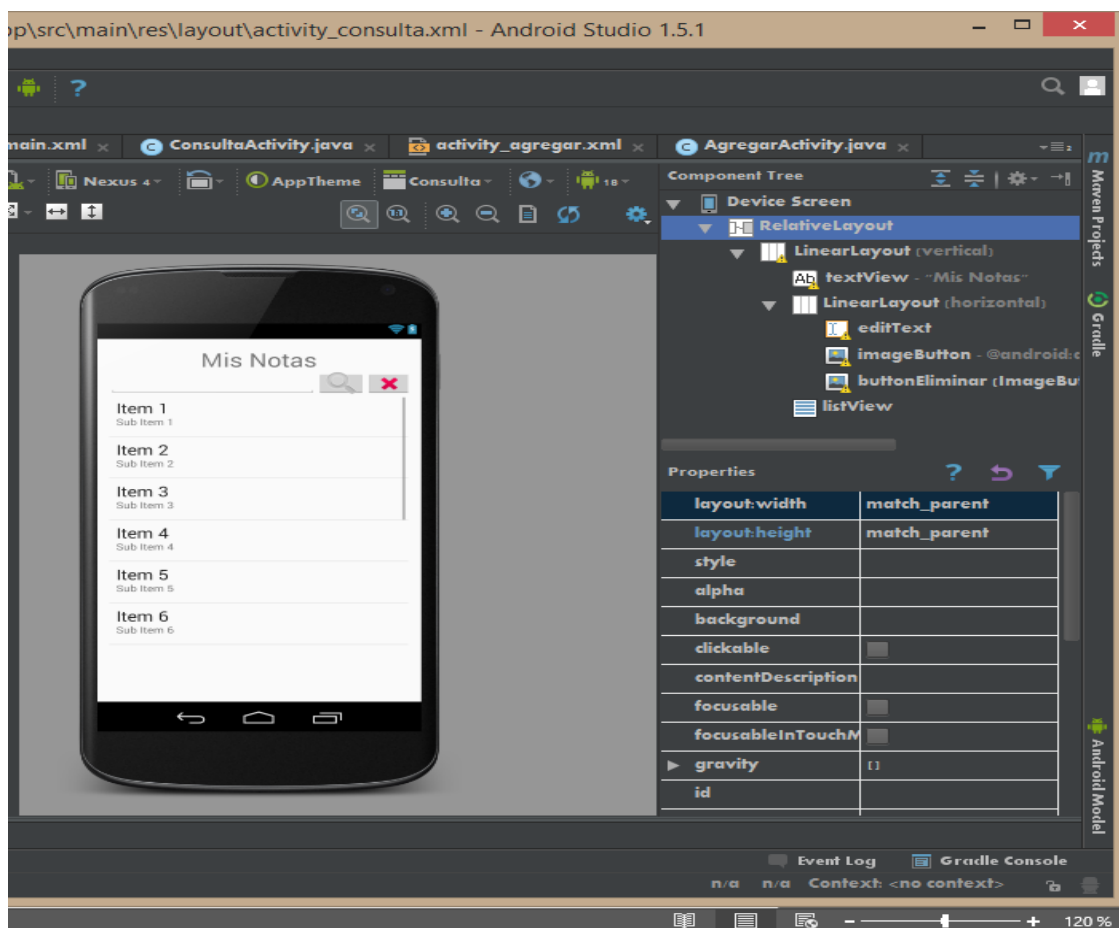 op\src\main\res\layout\activity_consulta.xml - Android Studio 1.5.1
?
main.xml ConsultaActivity.java activity_agregar.xml AgregarActivity.java
Nexus 4 AppTheme Consulta 18
Component Tree
Device Screen
RelativeLayout
LinearLayout (vertical)
Ab textView - "Mis Notas"
LinearLayout (horizontal)
editText
imageButton - @android:c
buttonEliminar (ImageBu
listView
Mis Notas
Item 1
Sub Item 1
Item 2
Sub Item 2
Item 3
Sub Item 3
Item 4
Sub Item 4
Item 5
Sub Item 5
Item 6
Sub Item 6
Properties ?
layout:width match_parent
layout:height match_parent
style
alpha
background
clickable
contentDescription
focusable
focusableInTouchM
gravity []
id
Maven Projects
Gradle
Android Model
Event Log Gradle Console
n/a n/a Context: <no context>
120 %